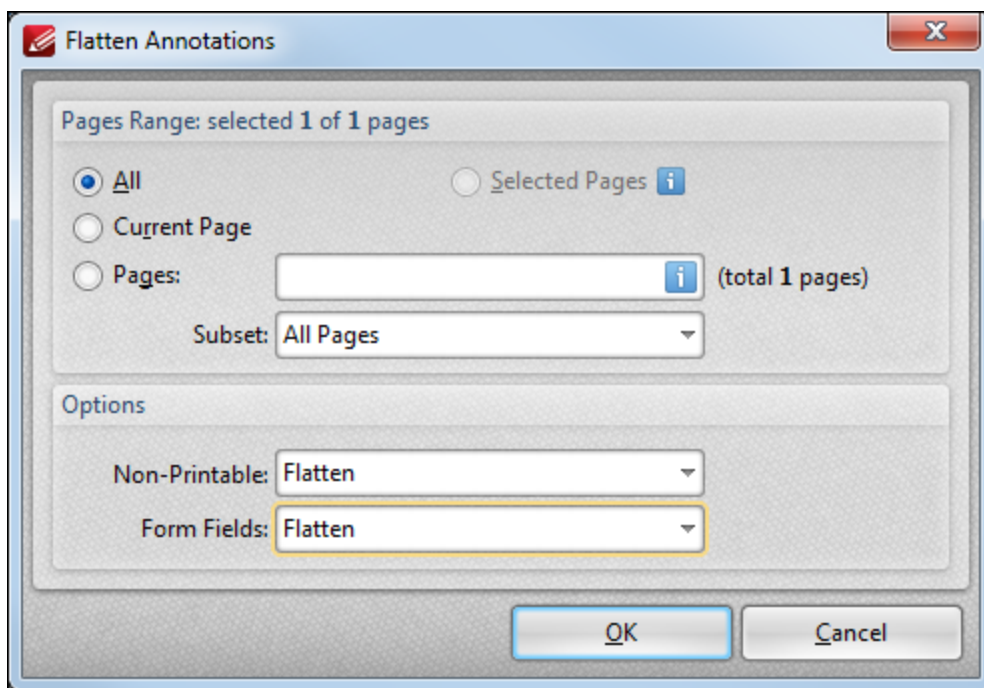 Flatten Annotations
Pages Range: selected 1 of 1 pages
All
Selected Pages
Current Page
Pages:
(total 1 pages)
Subset: All Pages
Options
Non-Printable: Flatten
Form Fields: Flatten
OK
Cancel